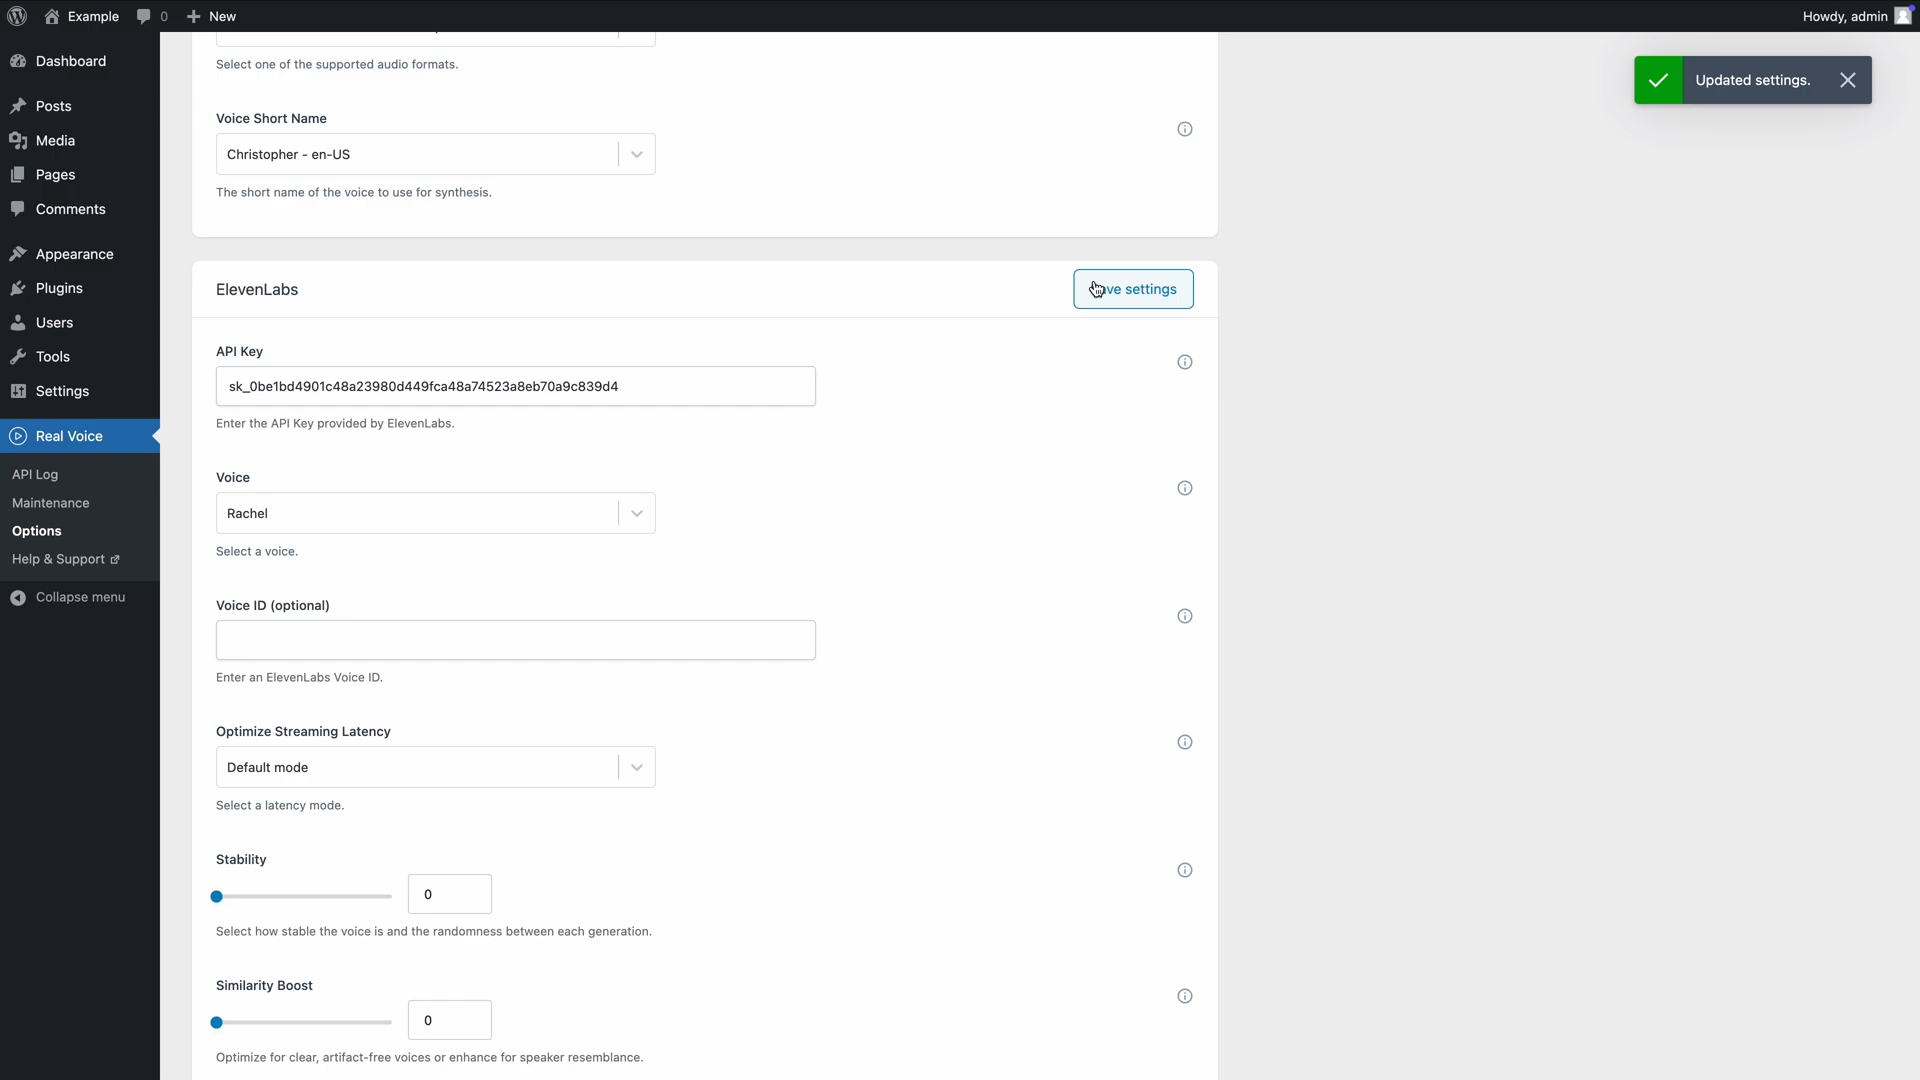 Example
0
New
Howdy, admin
Dashboard
Posts
Media
Pages
Comments
Appearance
Plugins
Users
Tools
Settings
Real Voice
API Log
Maintenance
Options
Help & Support
Collapse menu
Select one of the supported audio formats.
Updated settings.
Voice Short Name
Christopher - en-US
The short name of the voice to use for synthesis.
ElevenLabs
ve settings
API Key
sk_0be1bd4901c48a23980d449fca48a74523a8eb70a9c839d4
Enter the API Key provided by ElevenLabs.
Voice
Rachel
Select a voice.
Voice ID (optional)
Enter an ElevenLabs Voice ID.
Optimize Streaming Latency
Default mode
Select a latency mode.
Stability
0
Select how stable the voice is and the randomness between each generation.
Similarity Boost
0
Optimize for clear, artifact-free voices or enhance for speaker resemblance.